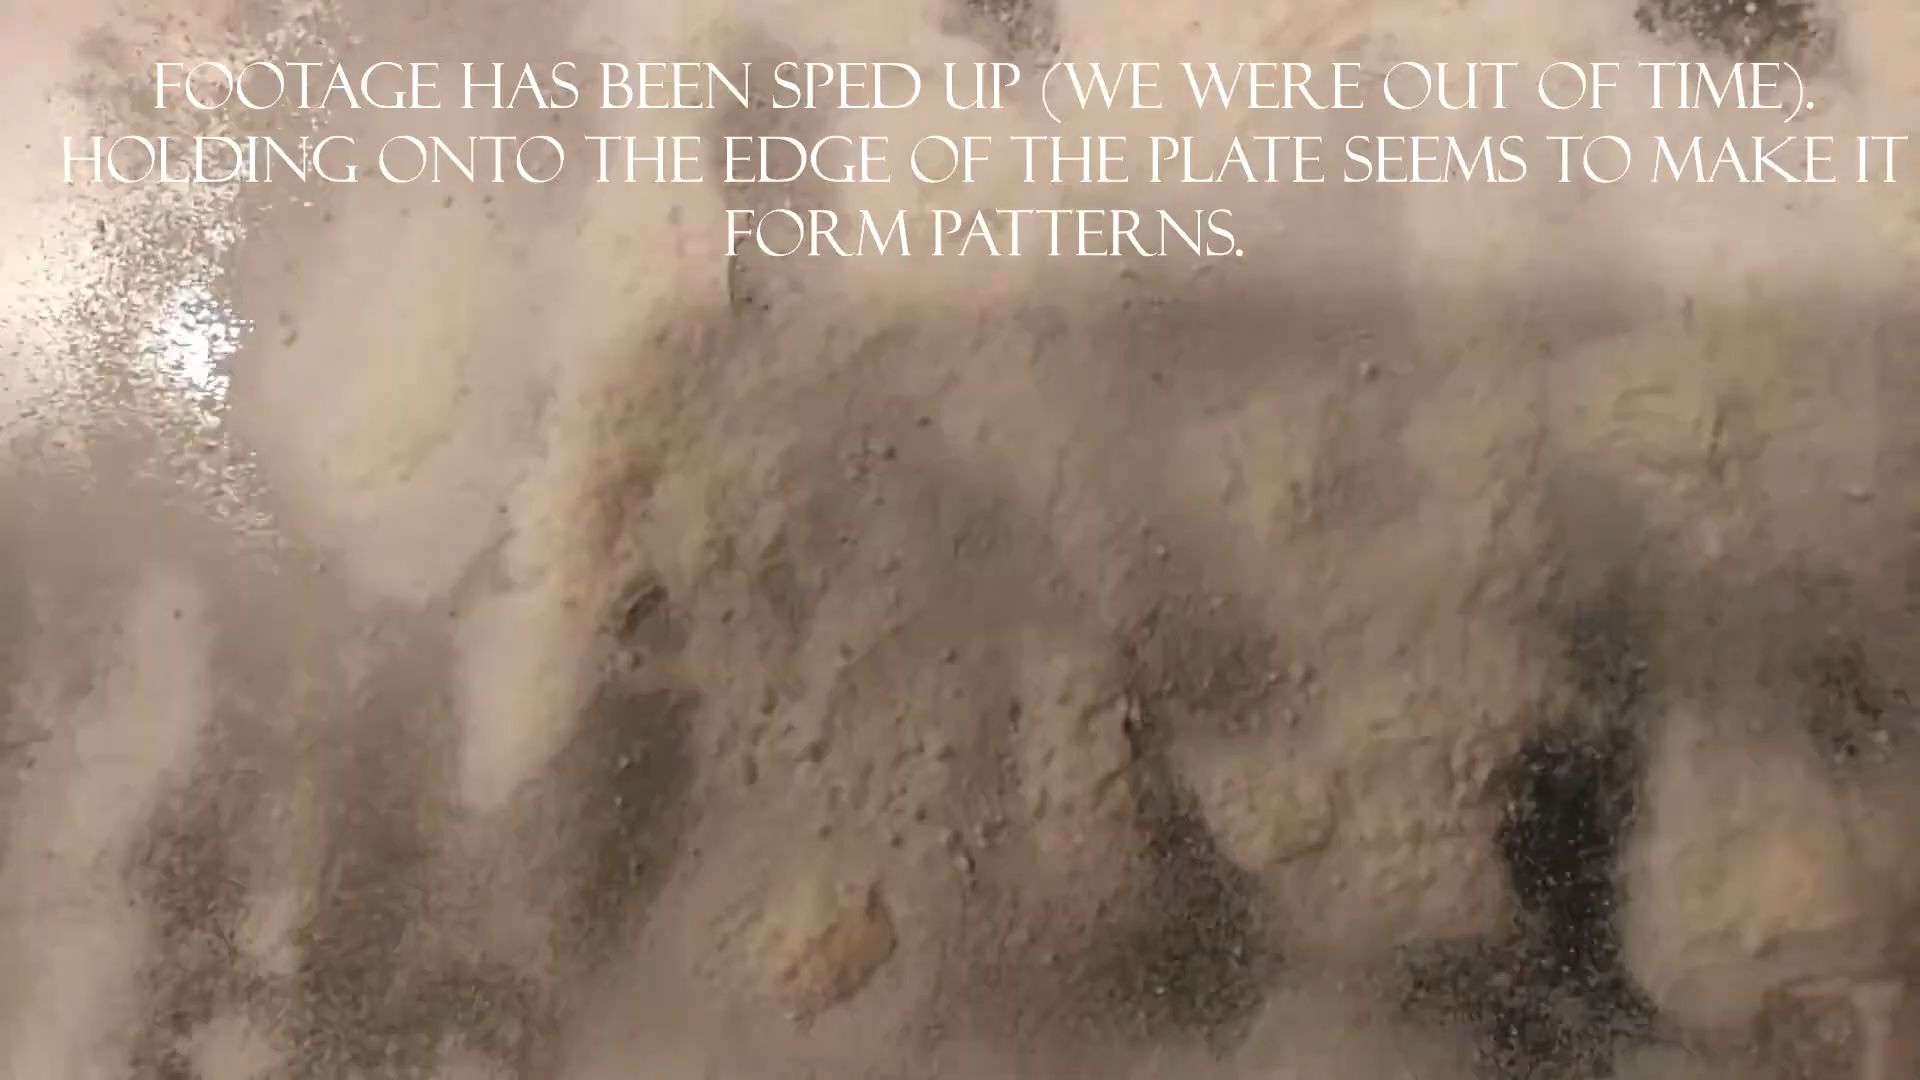 FOOTAGE HAS BEEN SPED UP (WE WERE OUT OF TIME).
HOLDING ONTO THE EDGE OF THE PLATE SEEMS TO MAKE IT
FORM PATTERNS.